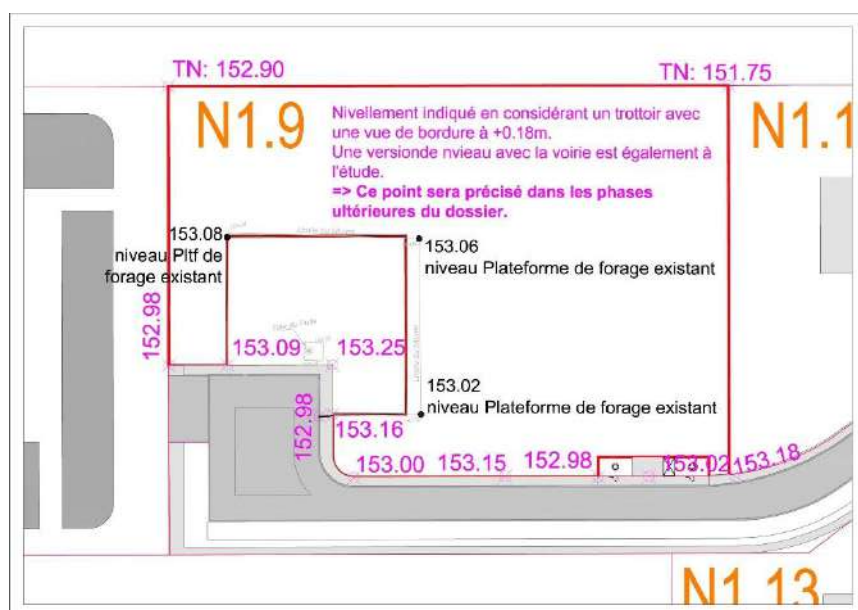 TN: 152.90
TN: 151.75
N1.9
N1.1
Nivellement indiqué en considérant un trottoir avec
une vue de bordure à +0.18m.
Une versionde nvieau avec la voirie est également à
l'étude.
=> Ce point sera précisé dans les phases
ultérieures du dossier.
153.08
niveau Pltf de
forage existant
153.06
niveau Plateforme de forage existant
152.98
153.09
153.25
153.02
niveau Plateforme de forage existant
152.98
153.16
153.00
153.15
152.98
153.02
153.18
N1.13